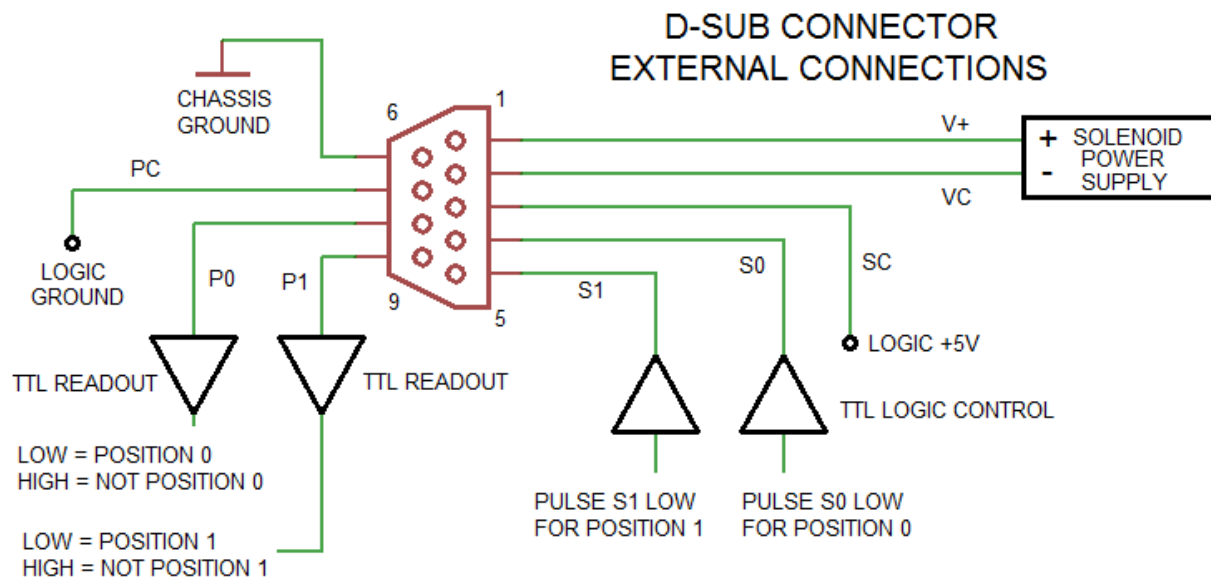 D-SUB CONNECTOR
EXTERNAL CONNECTIONS
CHASSIS
GROUND
6
1
V+
+ SOLENOID
POWER
- SUPPLY
PC
VC
LOGIC
GROUND
P0
P1
9
5
S1
S0
SC
LOGIC +5V
TTL READOUT
TTL READOUT
TTL LOGIC CONTROL
LOW = POSITION 0
HIGH = NOT POSITION 0
PULSE S1 LOW
FOR POSITION 1
PULSE S0 LOW
FOR POSITION 0
LOW = POSITION 1
HIGH = NOT POSITION 1